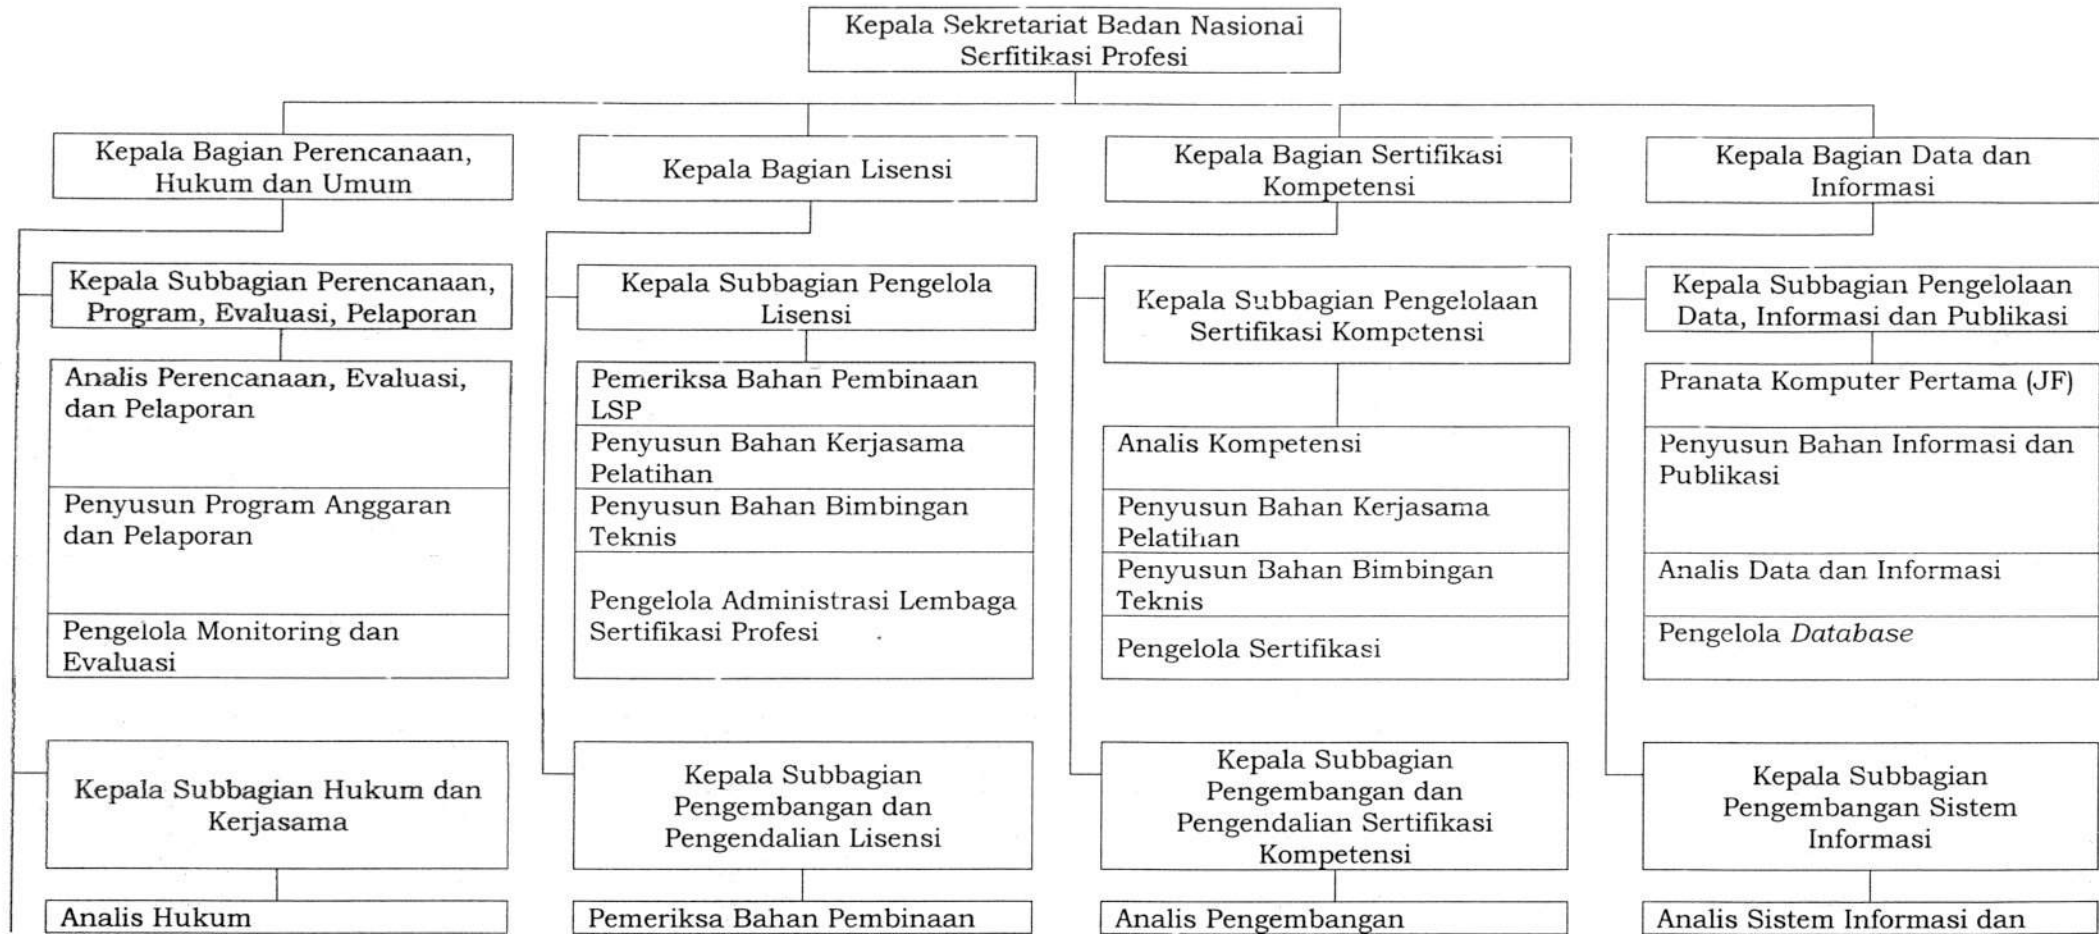 Kepala Sekretariat Badan Nasional
Serfitikasi Profesi
Kepala Bagian Perencanaan,
Hukum dan Umum
Kepala Bagian Lisensi
Kepala Bagian Sertifikasi
Kompetensi
Kepala Bagian Data dan
Informasi
Kepala Subbagian Perencanaan,
Program, Evaluasi, Pelaporan
Kepala Subbagian Pengelola
Lisensi
Kepala Subbagian Pengelolaan
Sertifikasi Kompetensi
Kepala Subbagian Pengelolaan
Data, Informasi dan Publikasi
Analis Perencanaan, Evaluasi,
dan Pelaporan
Penyusun Program Anggaran
dan Pelaporan
Pengelola Monitoring dan
Evaluasi
Pemeriksa Bahan Pembinaan
LSP
Penyusun Bahan Kerjasama
Pelatihan
Penyusun Bahan Bimbingan
Teknis
Pengelola Administrasi Lembaga
Sertifikasi Profesi
Analis Kompetensi
Penyusun Bahan Kerjasama
Pelatihan
Penyusun Bahan Bimbingan
Teknis
Pengelola Sertifikasi
Pranata Komputer Pertama (JF)
Penyusun Bahan Informasi dan
Publikasi
Analis Data dan Informasi
Pengelola Database
Kepala Subbagian Hukum dan
Kerjasama
Kepala Subbagian
Pengembangan dan
Pengendalian Lisensi
Kepala Subbagian
Pengembangan dan
Pengendalian Sertifikasi
Kompetensi
Kepala Subbagian
Pengembangan Sistem
Informasi
Analis Hukum
Pemeriksa Bahan Pembinaan
Analis Pengembangan
Analis Sistem Informasi dan